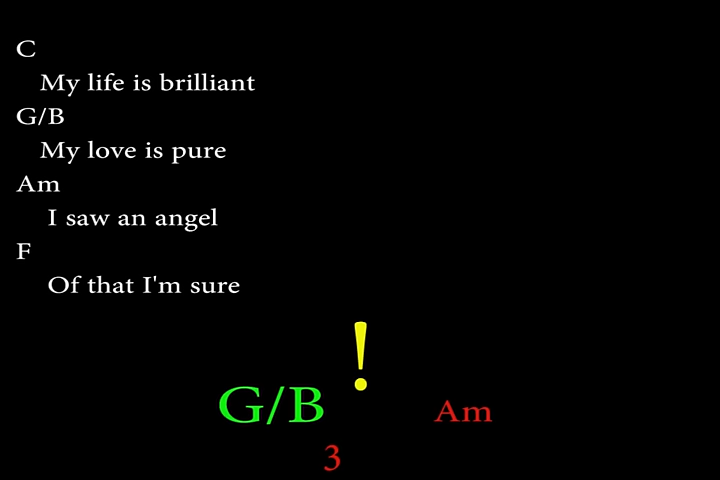 C
My life is brilliant
G/B
My love is pure
Am
I saw an angel
F
Of that I'm sure
!
G/B Am
3